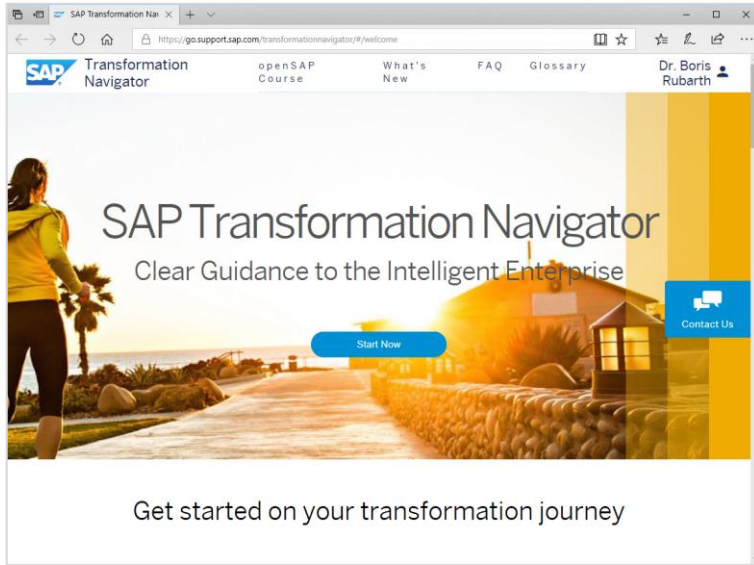 SAP Transformation Nav
https://go.support.sap.com/transformationnavigator/#/welcome
SAP
Transformation
Navigator
openSAP
Course
What's
New
FAQ
Glossary
Dr. Boris
Rubarth
SAP Transformation Navigator
Clear Guidance to the Intelligent Enterprise
Start Now
Contact Us
Get started on your transformation journey